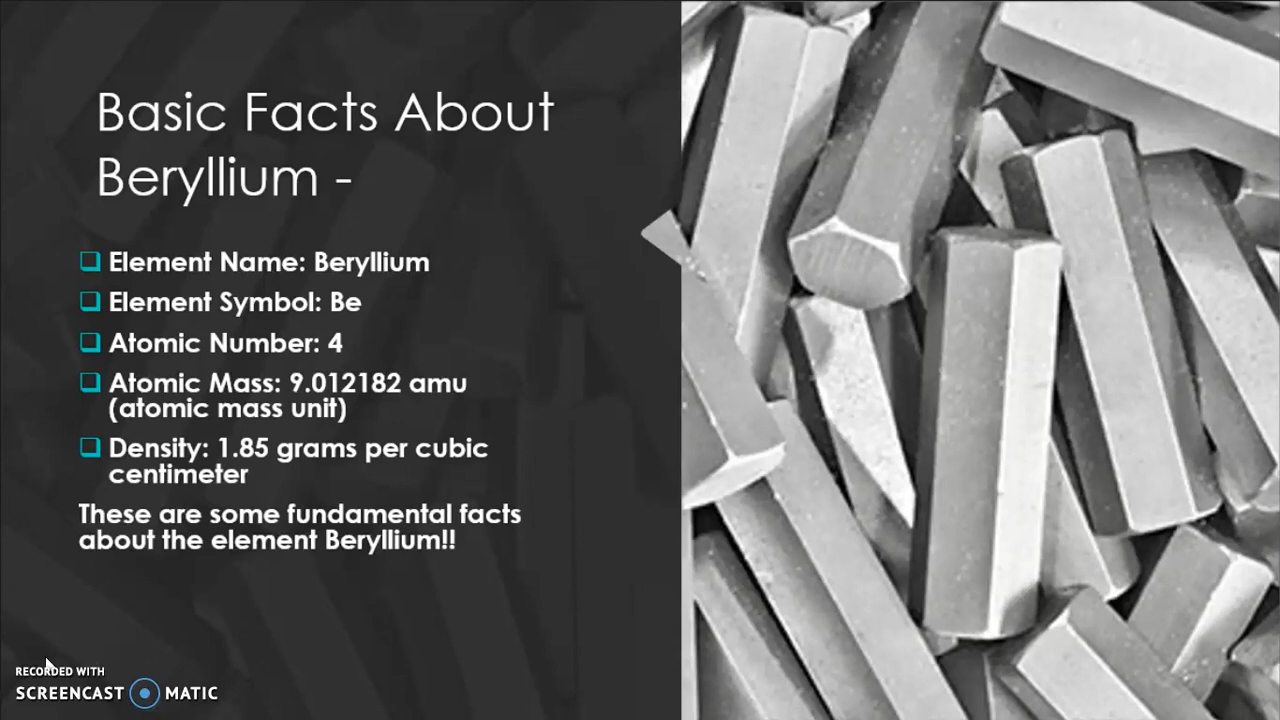 Basic Facts About
Beryllium -
Element Name: Beryllium
Element Symbol: Be
Atomic Number: 4
Atomic Mass: 9.012182 amu
(atomic mass unit)
Density: 1.85 grams per cubic
centimeter
These are some fundamental facts
about the element Beryllium!!
RECORDED WITH
SCREENCAST MATIC